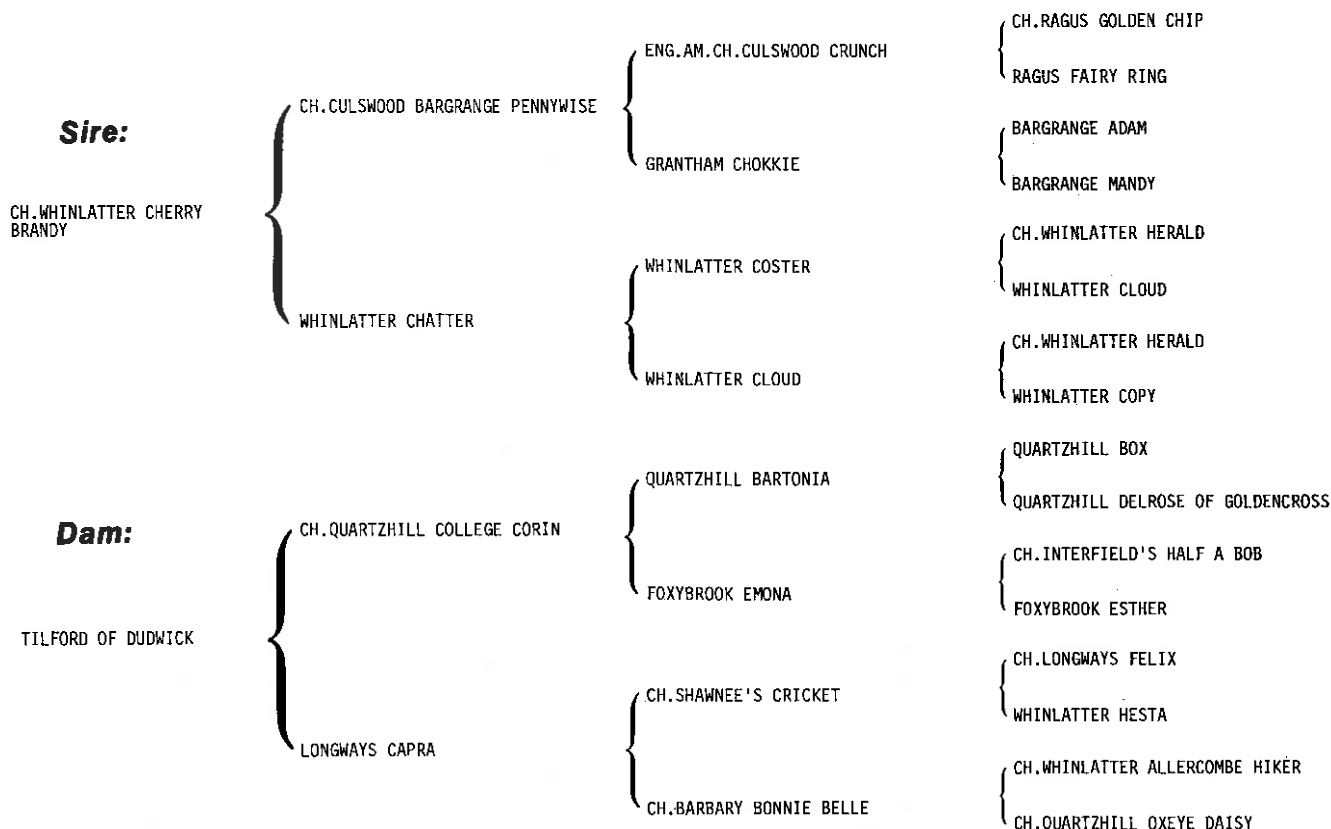 CH.RAGUS GOLDEN CHIP
ENG.AM.CH.CULSWOOD CRUNCH
RAGUS FAIRY RING
CH.CULSWOOD BARGRANGE PENNYWISE
Sire:
BARGRANGE ADAM
GRANTHAM CHOKKIE
BARGRANGE MANDY
CH.WHINLATTER CHERRY
BRANDY
CH.WHINLATTER HERALD
WHINLATTER COSTER
WHINLATTER CLOUD
WHINLATTER CHATTER
CH.WHINLATTER HERALD
WHINLATTER CLOUD
WHINLATTER COPY
QUARTZHILL BOX
QUARTZHILL BARTONIA
QUARTZHILL DELROSE OF GOLDENCROSS
Dam:
CH.QUARTZHILL COLLEGE CORIN
CH.INTERFIELD'S HALF A BOB
FOXYBROOK EMONA
FOXYBROOK ESTHER
TILFORD OF DUDWICK
CH.LONGWAYS FELIX
CH.SHAWNEE'S CRICKET
WHINLATTER HESTA
LONGWAYS CAPRA
CH.WHINLATTER ALLERCOMBE HIKER
CH.BARBARY BONNIE BELLE
CH.QUARTZHILL OXEYE DAISY